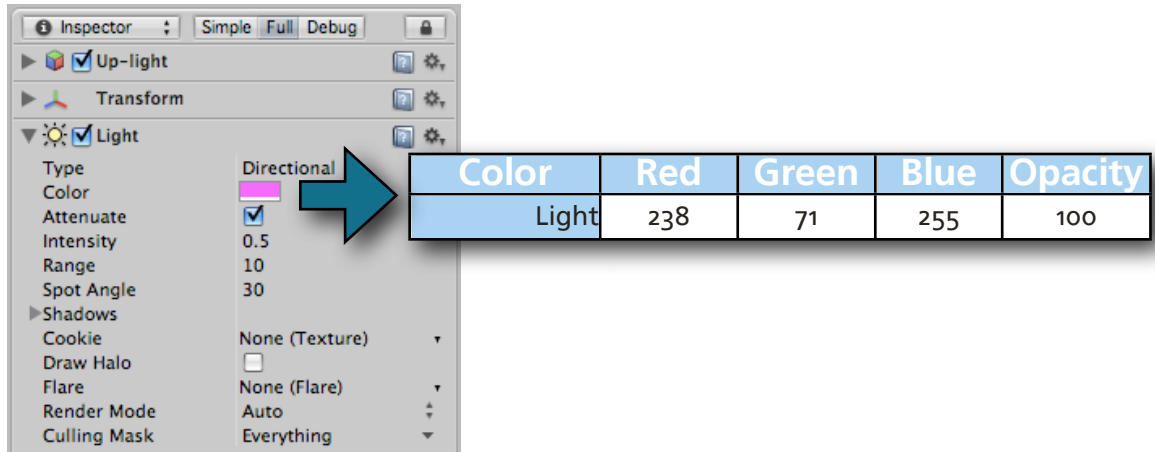 Inspector Simple Full Debug
Up-light
Transform
Light
Type Directional
Color
Attenuate
Intensity 0.5
Range 10
Spot Angle 30
Shadows
Cookie None (Texture)
Draw Halo
Flare None (Flare)
Render Mode Auto
Culling Mask Everything
Color Red Green Blue Opacity
Light 238 71 255 100